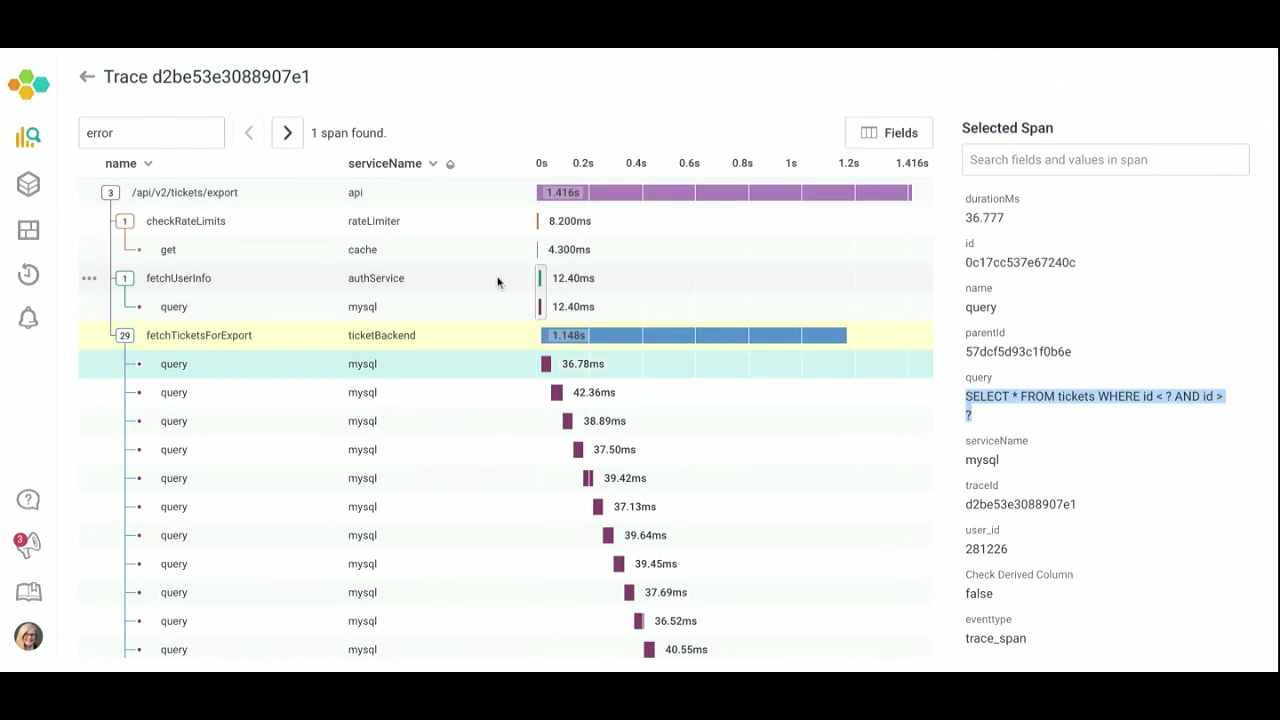 Trace d2be53e3088907e1
error
1 span found.
Fields
name
serviceName
0s 0.2s 0.4s 0.6s 0.8s 1s 1.2s 1.416s
3 /api/v2/tickets/export api 1.416s
1 checkRateLimits rateLimiter 8.200ms
get cache 4.300ms
1 fetchUserInfo authService 12.40ms
query mysql 12.40ms
29 fetchTicketsForExport ticketBackend 1.148s
query mysql 36.78ms
query mysql 42.36ms
query mysql 38.89ms
query mysql 37.50ms
query mysql 39.42ms
query mysql 37.13ms
query mysql 39.64ms
query mysql 39.45ms
query mysql 37.69ms
query mysql 36.52ms
query mysql 40.55ms
Selected Span
Search fields and values in span
durationMs
36.777
id
0c17cc537e67240c
name
query
parentId
57dcf5d93c1f0b6e
query
SELECT * FROM tickets WHERE id < ? AND id >
?
serviceName
mysql
traceId
d2be53e3088907e1
user_id
281226
Check Derived Column
false
eventtype
trace_span
3